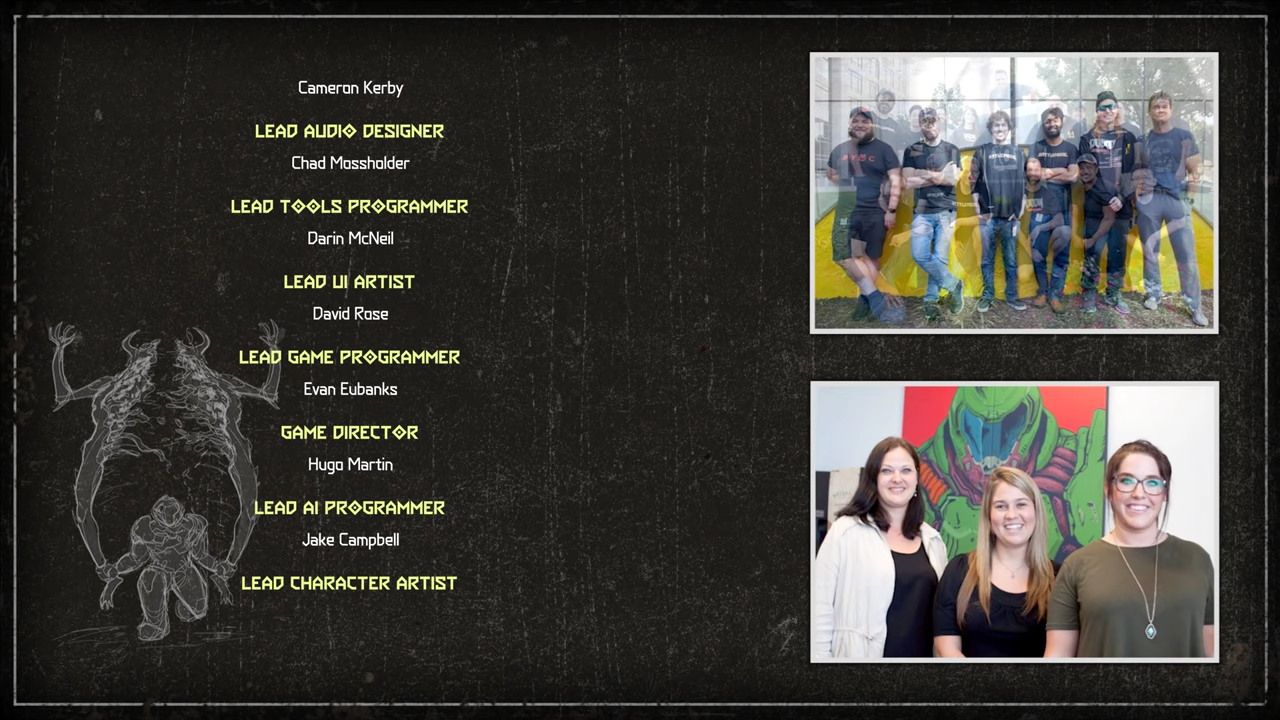 Cameron Kerby
LEAD AUDIO DESIGNER
Chad Mossholder
LEAD TOOLS PROGRAMMER
Darin McNeil
LEAD UI ARTIST
David Rose
LEAD GAME PROGRAMMER
Evan Eubanks
GAME DIRECTOR
Hugo Martin
LEAD AI PROGRAMMER
Jake Campbell
LEAD CHARACTER ARTIST